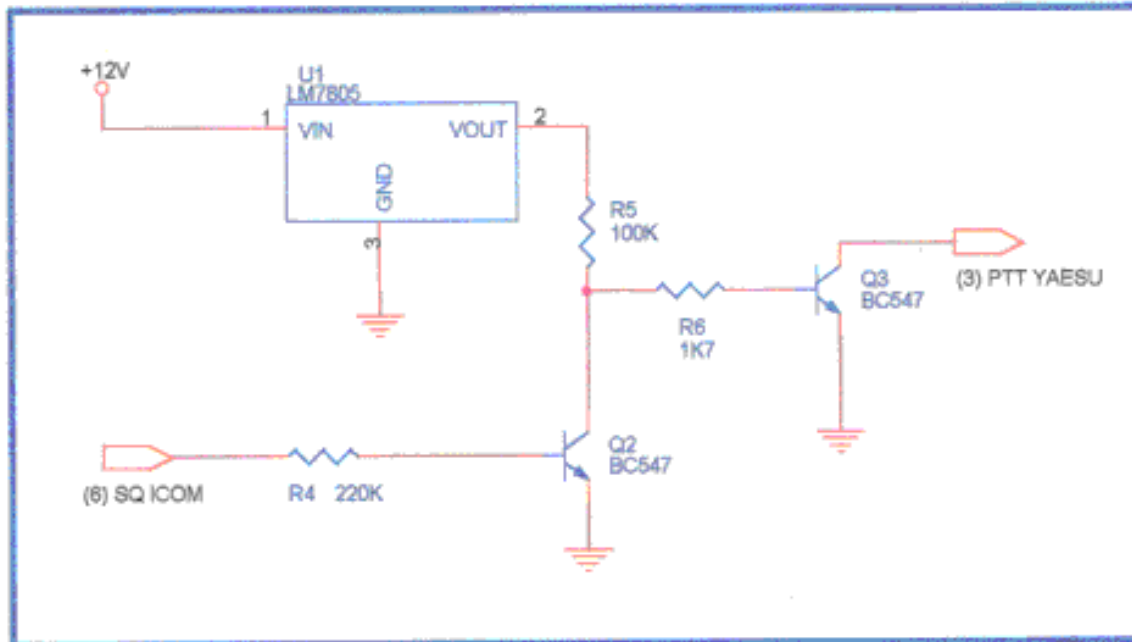 +12V
U1
LM7805
1
VIN
VOUT
2
GND
3
R5
100K
R6
1K7
Q3
BC547
(3) PTT YAESU
Q2
BC547
(6) SQ ICOM
R4 220K